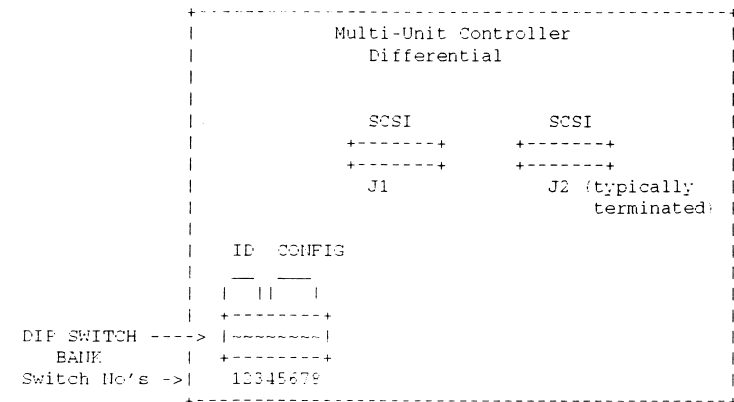 Multi-Unit Controller
Differential
SCSI SCSI
J1 J2 (typically
terminated)
ID CONFIG
DIP SWITCH ---->
BANK
Switch No's -> 12345678